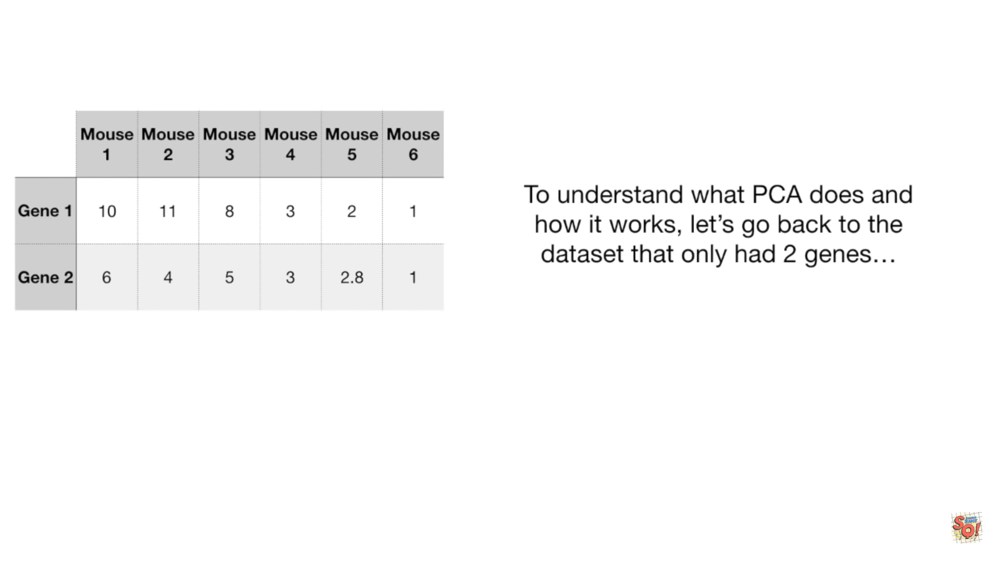 Mouse 1 Mouse 2 Mouse 3 Mouse 4 Mouse 5 Mouse 6
Gene 1 10 11 8 3 2 1
Gene 2 6 4 5 3 2.8 1
To understand what PCA does and
how it works, let’s go back to the
dataset that only had 2 genes…
SQ!